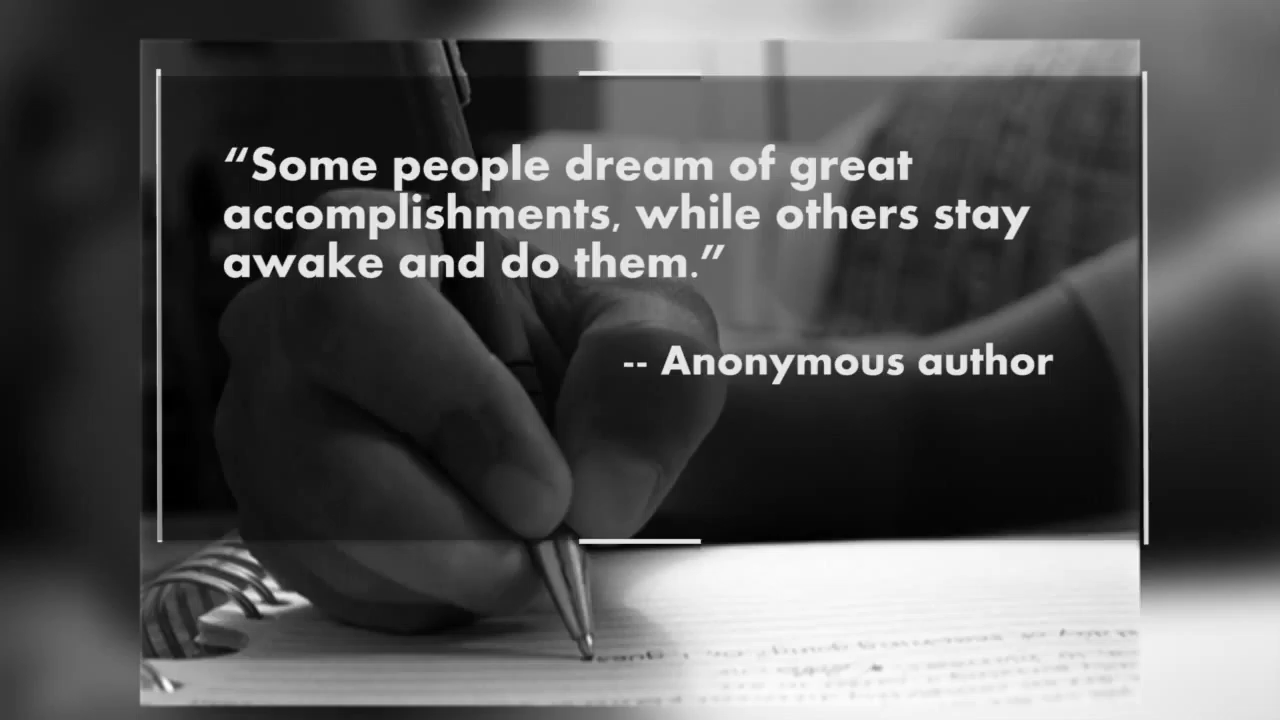 “Some people dream of great
accomplishments, while others stay
awake and do them.”
-- Anonymous author